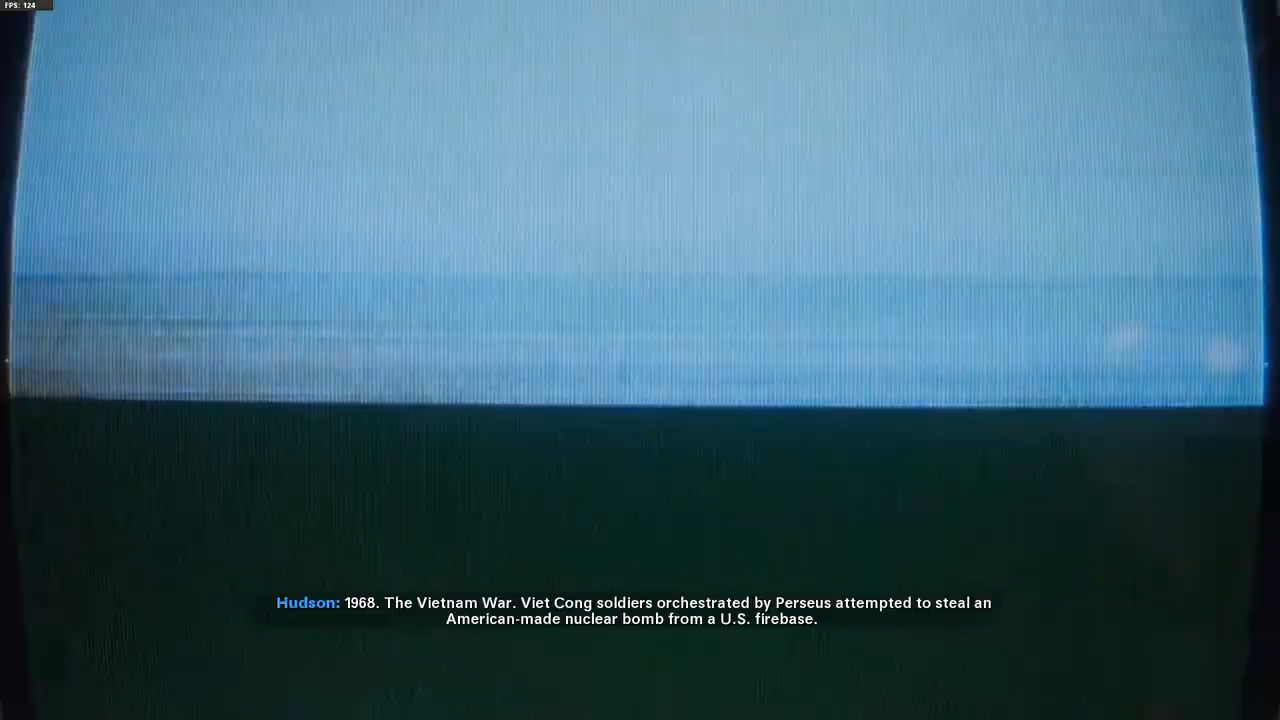 FPS: 124
Hudson: 1968. The Vietnam War. Viet Cong soldiers orchestrated by Perseus attempted to steal an
American-made nuclear bomb from a U.S. firebase.